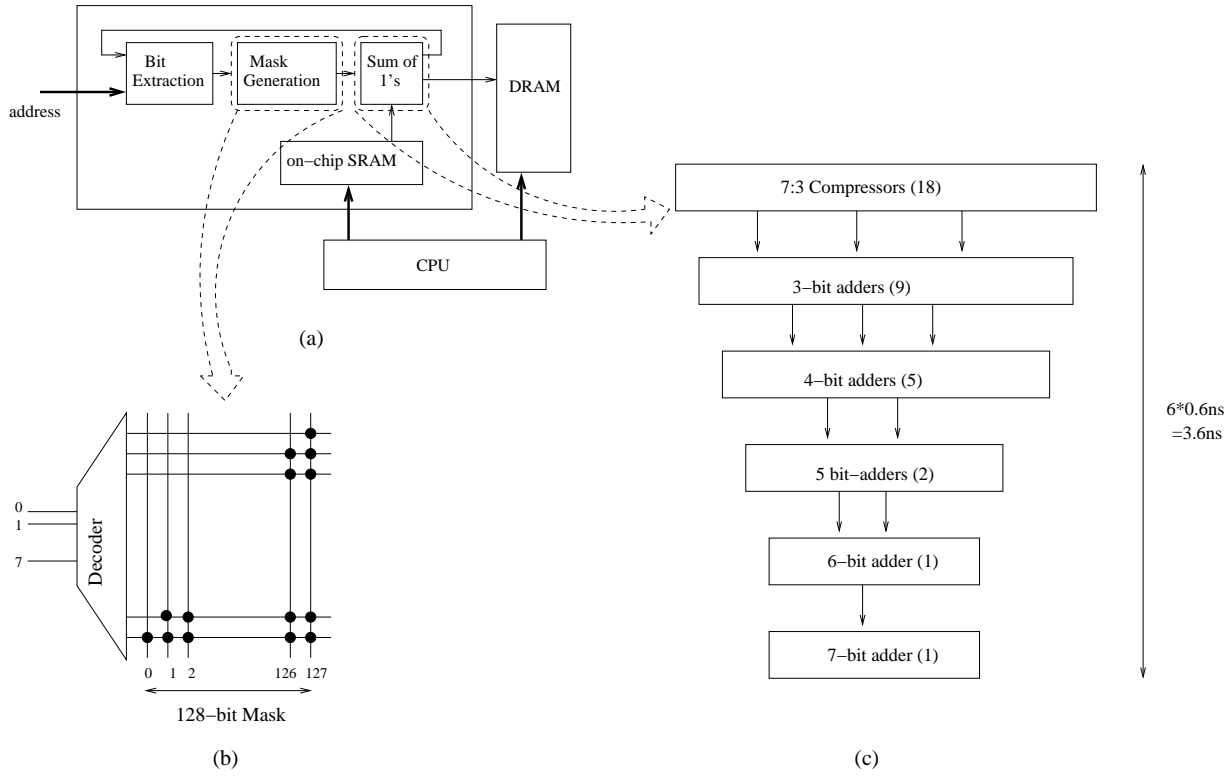 Bit
Extraction
Mask
Generation
Sum of
1's
DRAM
address
on−chip SRAM
CPU
(a)
7:3 Compressors (18)
3−bit adders (9)
4−bit adders (5)
5 bit−adders (2)
6−bit adder (1)
7−bit adder (1)
6*0.6ns
=3.6ns
(c)
0
1
7
Decoder
0 1 2 126 127
128−bit Mask
(b)